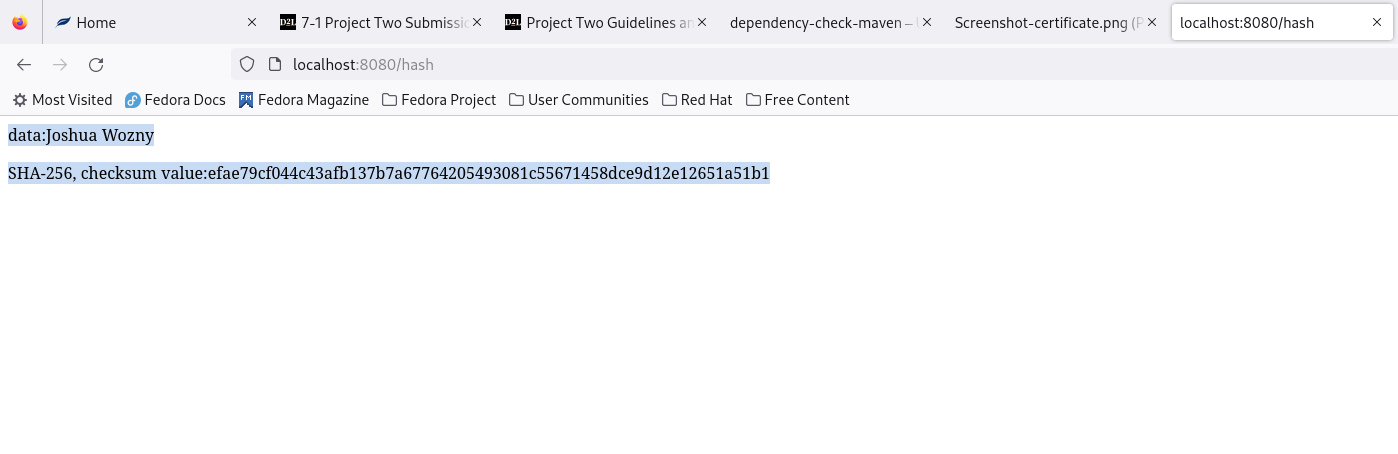 Home
7-1 Project Two Submissic
Project Two Guidelines an
dependency-check-maven –
Screenshot-certificate.png (P
localhost:8080/hash
localhost:8080/hash
Most Visited
Fedora Docs
Fedora Magazine
Fedora Project
User Communities
Red Hat
Free Content
data:Joshua Wozny
SHA-256, checksum value:efae79cf044c43afb137b7a67764205493081c55671458dce9d12e12651a51b1